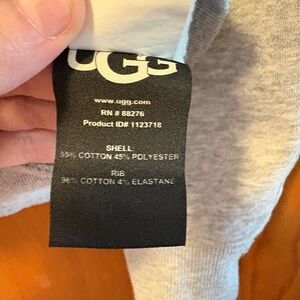 UGG
www.ugg.com
RN # 88276
Product ID# 1123718
SHELL
55% COTTON 45% POLYESTER
RIB
96% COTTON 4% ELASTANE